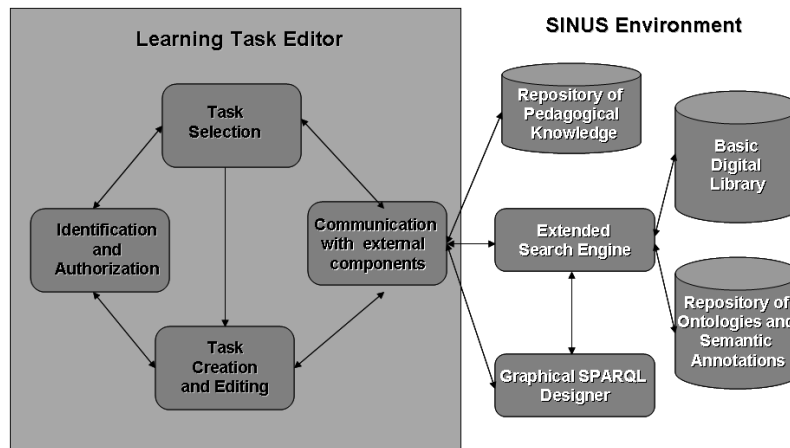 Learning Task Editor
SINUS Environment
Task
Selection
Identification
and
Authorization
Communication
with external
components
Task
Creation
and Editing
Repository of
Pedagogical
Knowledge
Extended
Search Engine
Graphical SPARQL
Designer
Basic
Digital
Library
Repository of
Ontologies and
Semantic
Annotations